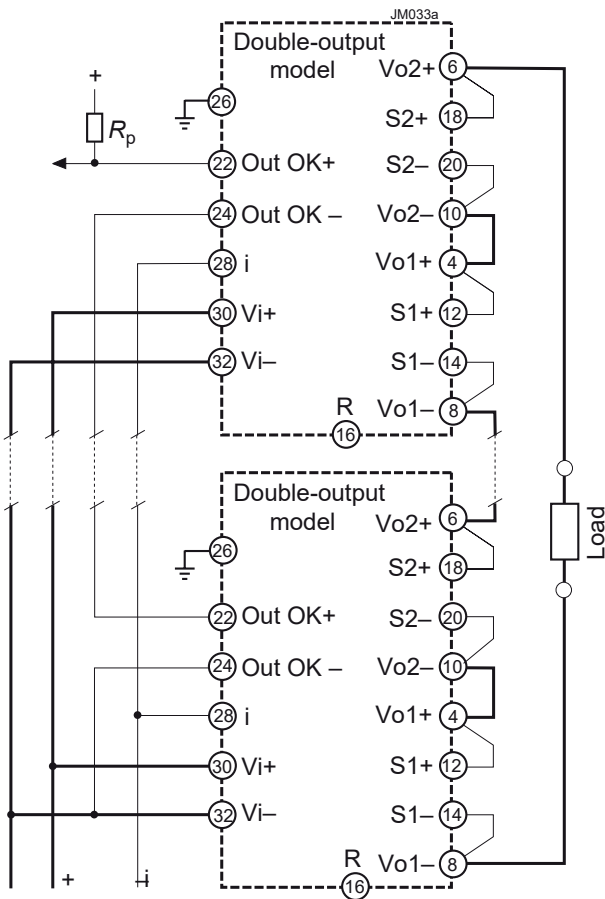 JM033a
Double-output
model
+
Rp
26
22 Out OK+
24 Out OK –
28 i
30 Vi+
32 Vi–
Vo2+ 6
S2+ 18
S2– 20
Vo2– 10
Vo1+ 4
S1+ 12
S1– 14
Vo1– 8
R
16
Double-output
model
26
22 Out OK+
24 Out OK –
28 i
30 Vi+
32 Vi–
Vo2+ 6
S2+ 18
S2– 20
Vo2– 10
Vo1+ 4
S1+ 12
S1– 14
Vo1– 8
R
16
Load
–
+
i